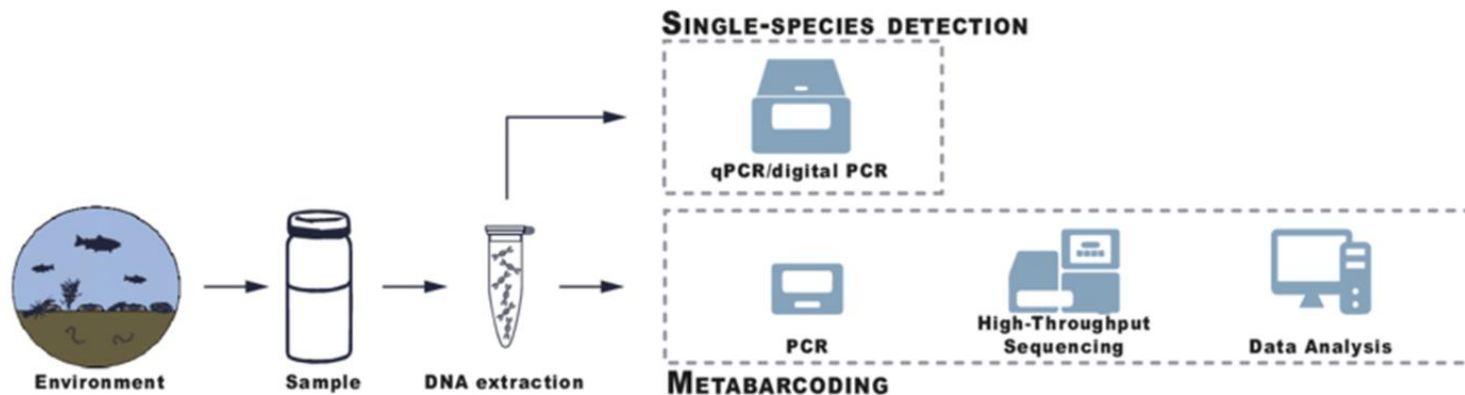 SINGLE-SPECIES DETECTION
qPCR/digital PCR
Environment
Sample
DNA extraction
PCR
High-Throughput
Sequencing
Data Analysis
METABARCODING